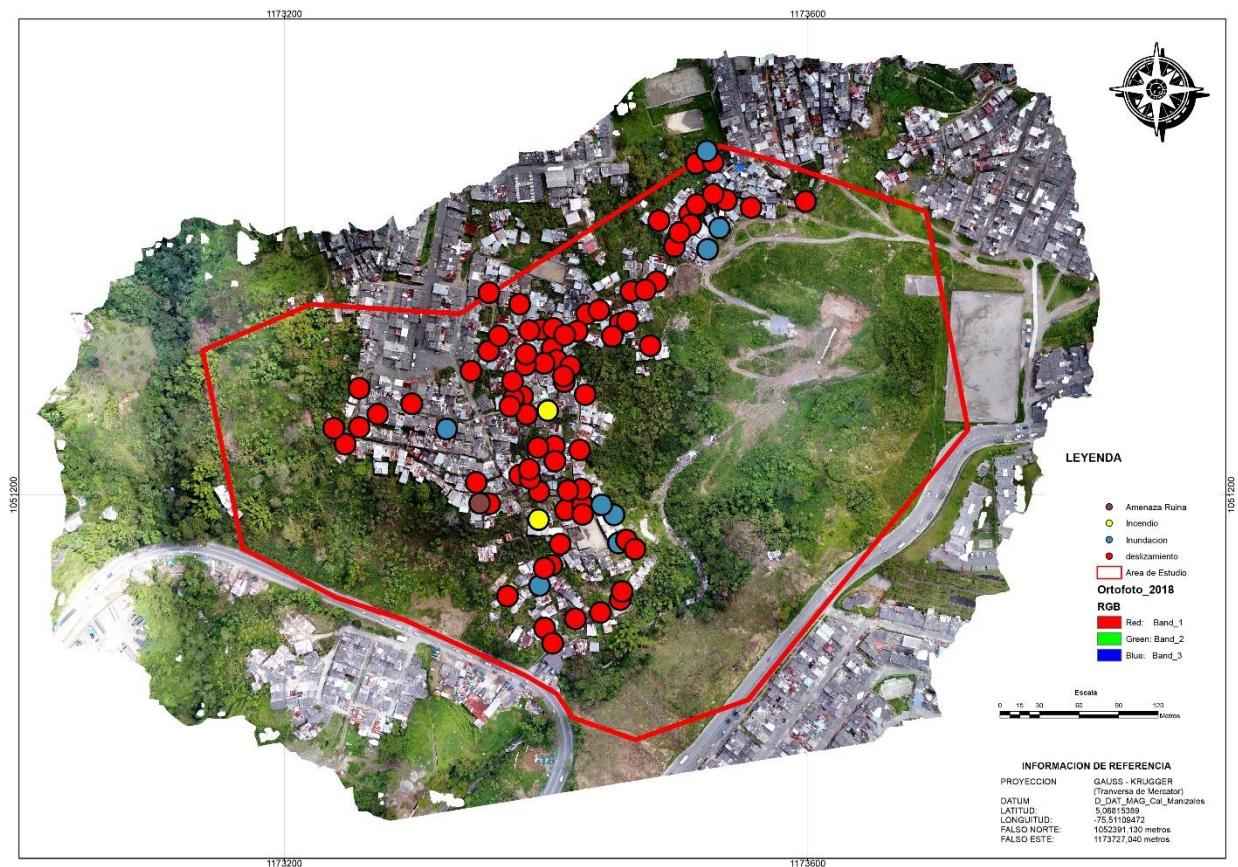 1173200
1173600
1051200
1051200
LEYENDA
Amenaza Ruina
Incendio
Inundacion
deslizamiento
Area de Estudio
Ortofoto_2018
RGB
Red: Band_1
Green: Band_2
Blue: Band_3
Escala
0 15 30 60 90 120
Metros
INFORMACION DE REFERENCIA
PROYECCION GAUSS - KRUGGER
(Tranversa de Mercator)
DATUM D_DAT_MAG_Cal_Manizales
LATITUD: 5,06815389
LONGUITUD: -75,51109472
FALSO NORTE: 1052391,130 metros
FALSO ESTE: 1173727,040 metros
1173200
1173600